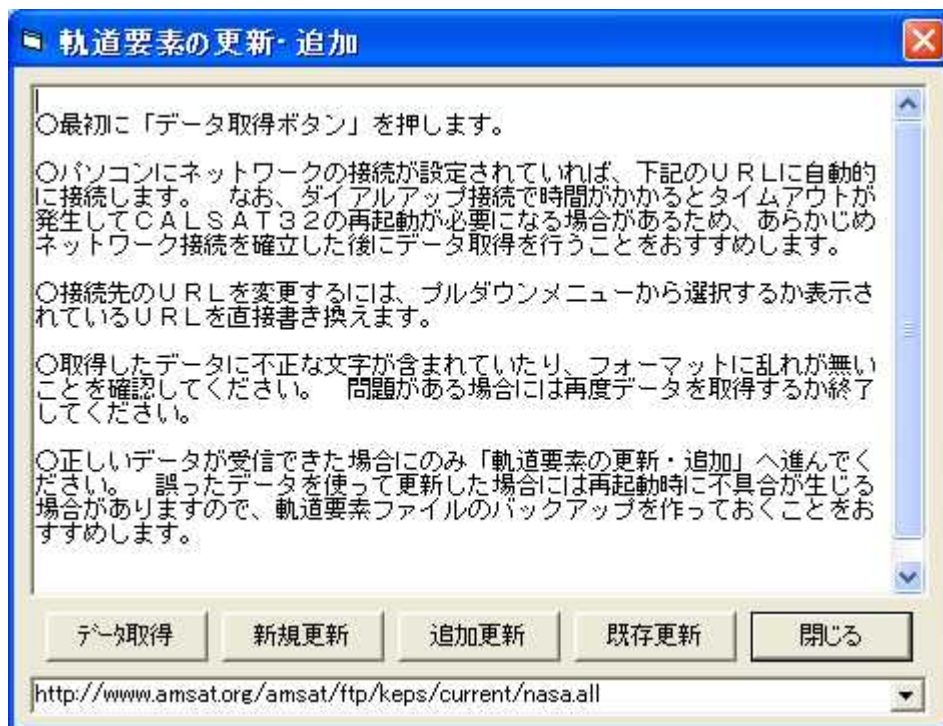 軌道要素の更新・追加
○最初に「データ取得ボタン」を押します。
○パソコンにネットワークの接続が設定されていれば、下記のＵＲＬに自動的
に接続します。　なお、ダイアルアップ接続で時間がかかるとタイムアウトが
発生してＣＡＬＳＡＴ３２の再起動が必要になる場合があるため、あらかじめ
ネットワーク接続を確立した後にデータ取得を行うことをおすすめします。
○接続先のＵＲＬを変更するには、プルダウンメニューから選択するか表示さ
れているＵＲＬを直接書き換えます。
○取得したデータに不正な文字が含まれていたり、フォーマットに乱れが無い
ことを確認してください。　問題がある場合には再度データを取得するか終了
してください。
○正しいデータが受信できた場合にのみ「軌道要素の更新・追加」へ進んでく
ださい。　誤ったデータを使って更新した場合には再起動時に不具合が生じる
場合がありますので、軌道要素ファイルのバックアップを作っておくことをお
すすめします。
ﾃﾞｰﾀ取得 新規更新 追加更新 既存更新 閉じる
http://www.amsat.org/amsat/ftp/keps/current/nasa.all